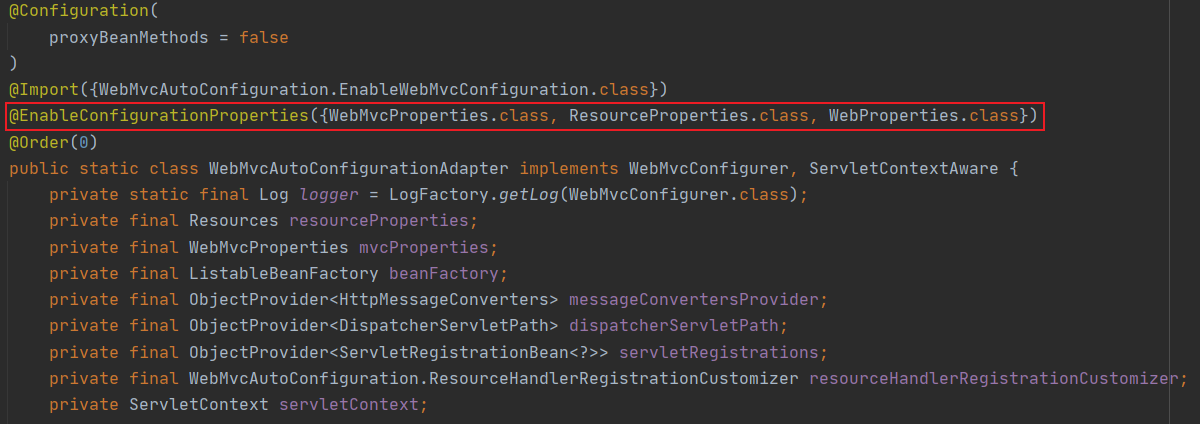 @Configuration(
    proxyBeanMethods = false
)
@Import({WebMvcAutoConfiguration.EnableWebMvcConfiguration.class})
@EnableConfigurationProperties({WebMvcProperties.class, ResourceProperties.class, WebProperties.class})
@Order(0)
public static class WebMvcAutoConfigurationAdapter implements WebMvcConfigurer, ServletContextAware {
    private static final Log logger = LogFactory.getLog(WebMvcConfigurer.class);
    private final Resources resourceProperties;
    private final WebMvcProperties mvcProperties;
    private final ListableBeanFactory beanFactory;
    private final ObjectProvider<HttpMessageConverters> messageConvertersProvider;
    private final ObjectProvider<DispatcherServletPath> dispatcherServletPath;
    private final ObjectProvider<ServletRegistrationBean<?>> servletRegistrations;
    private final WebMvcAutoConfiguration.ResourceHandlerRegistrationCustomizer resourceHandlerRegistrationCustomizer;
    private ServletContext servletContext;